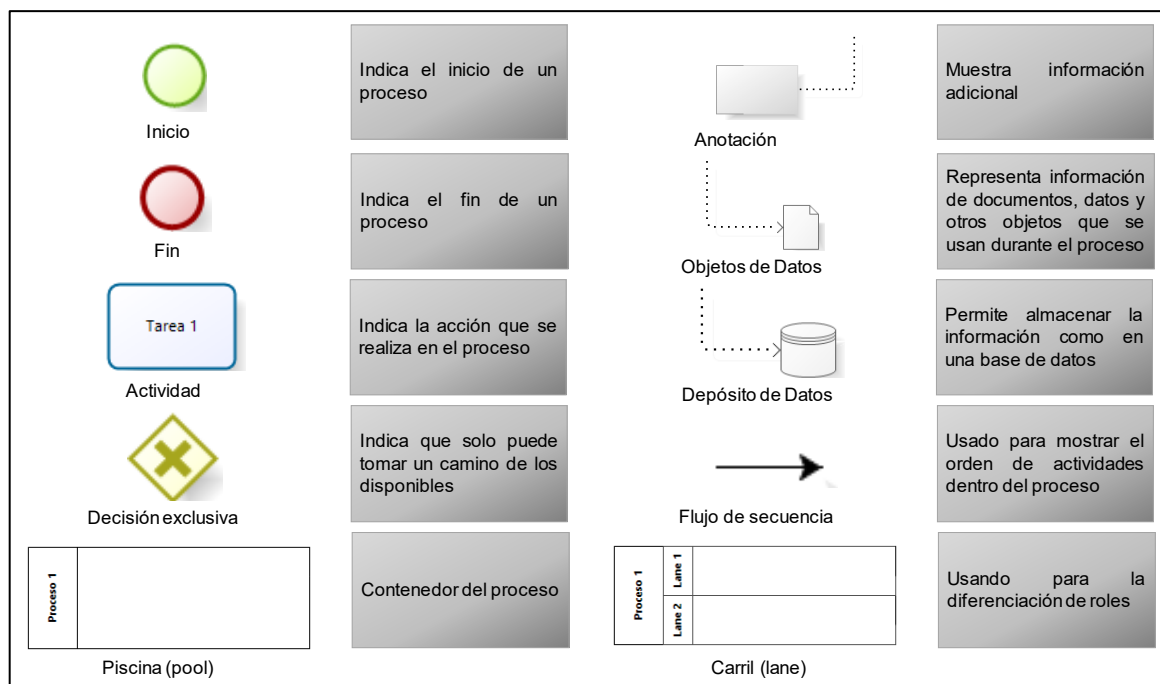 Inicio
Indica el inicio de un
proceso
Anotación
Muestra información
adicional
Fin
Indica el fin de un
proceso
Objetos de Datos
Representa información
de documentos, datos y
otros objetos que se
usan durante el proceso
Tarea 1
Actividad
Indica la acción que se
realiza en el proceso
Depósito de Datos
Permite almacenar la
información como en
una base de datos
Decisión exclusiva
Indica que solo puede
tomar un camino de los
disponibles
Flujo de secuencia
Usado para mostrar el
orden de actividades
dentro del proceso
Proceso 1
Piscina (pool)
Contenedor del proceso
Proceso 1
Lane 1
Lane 2
Carril (lane)
Usando para la
diferenciación de roles